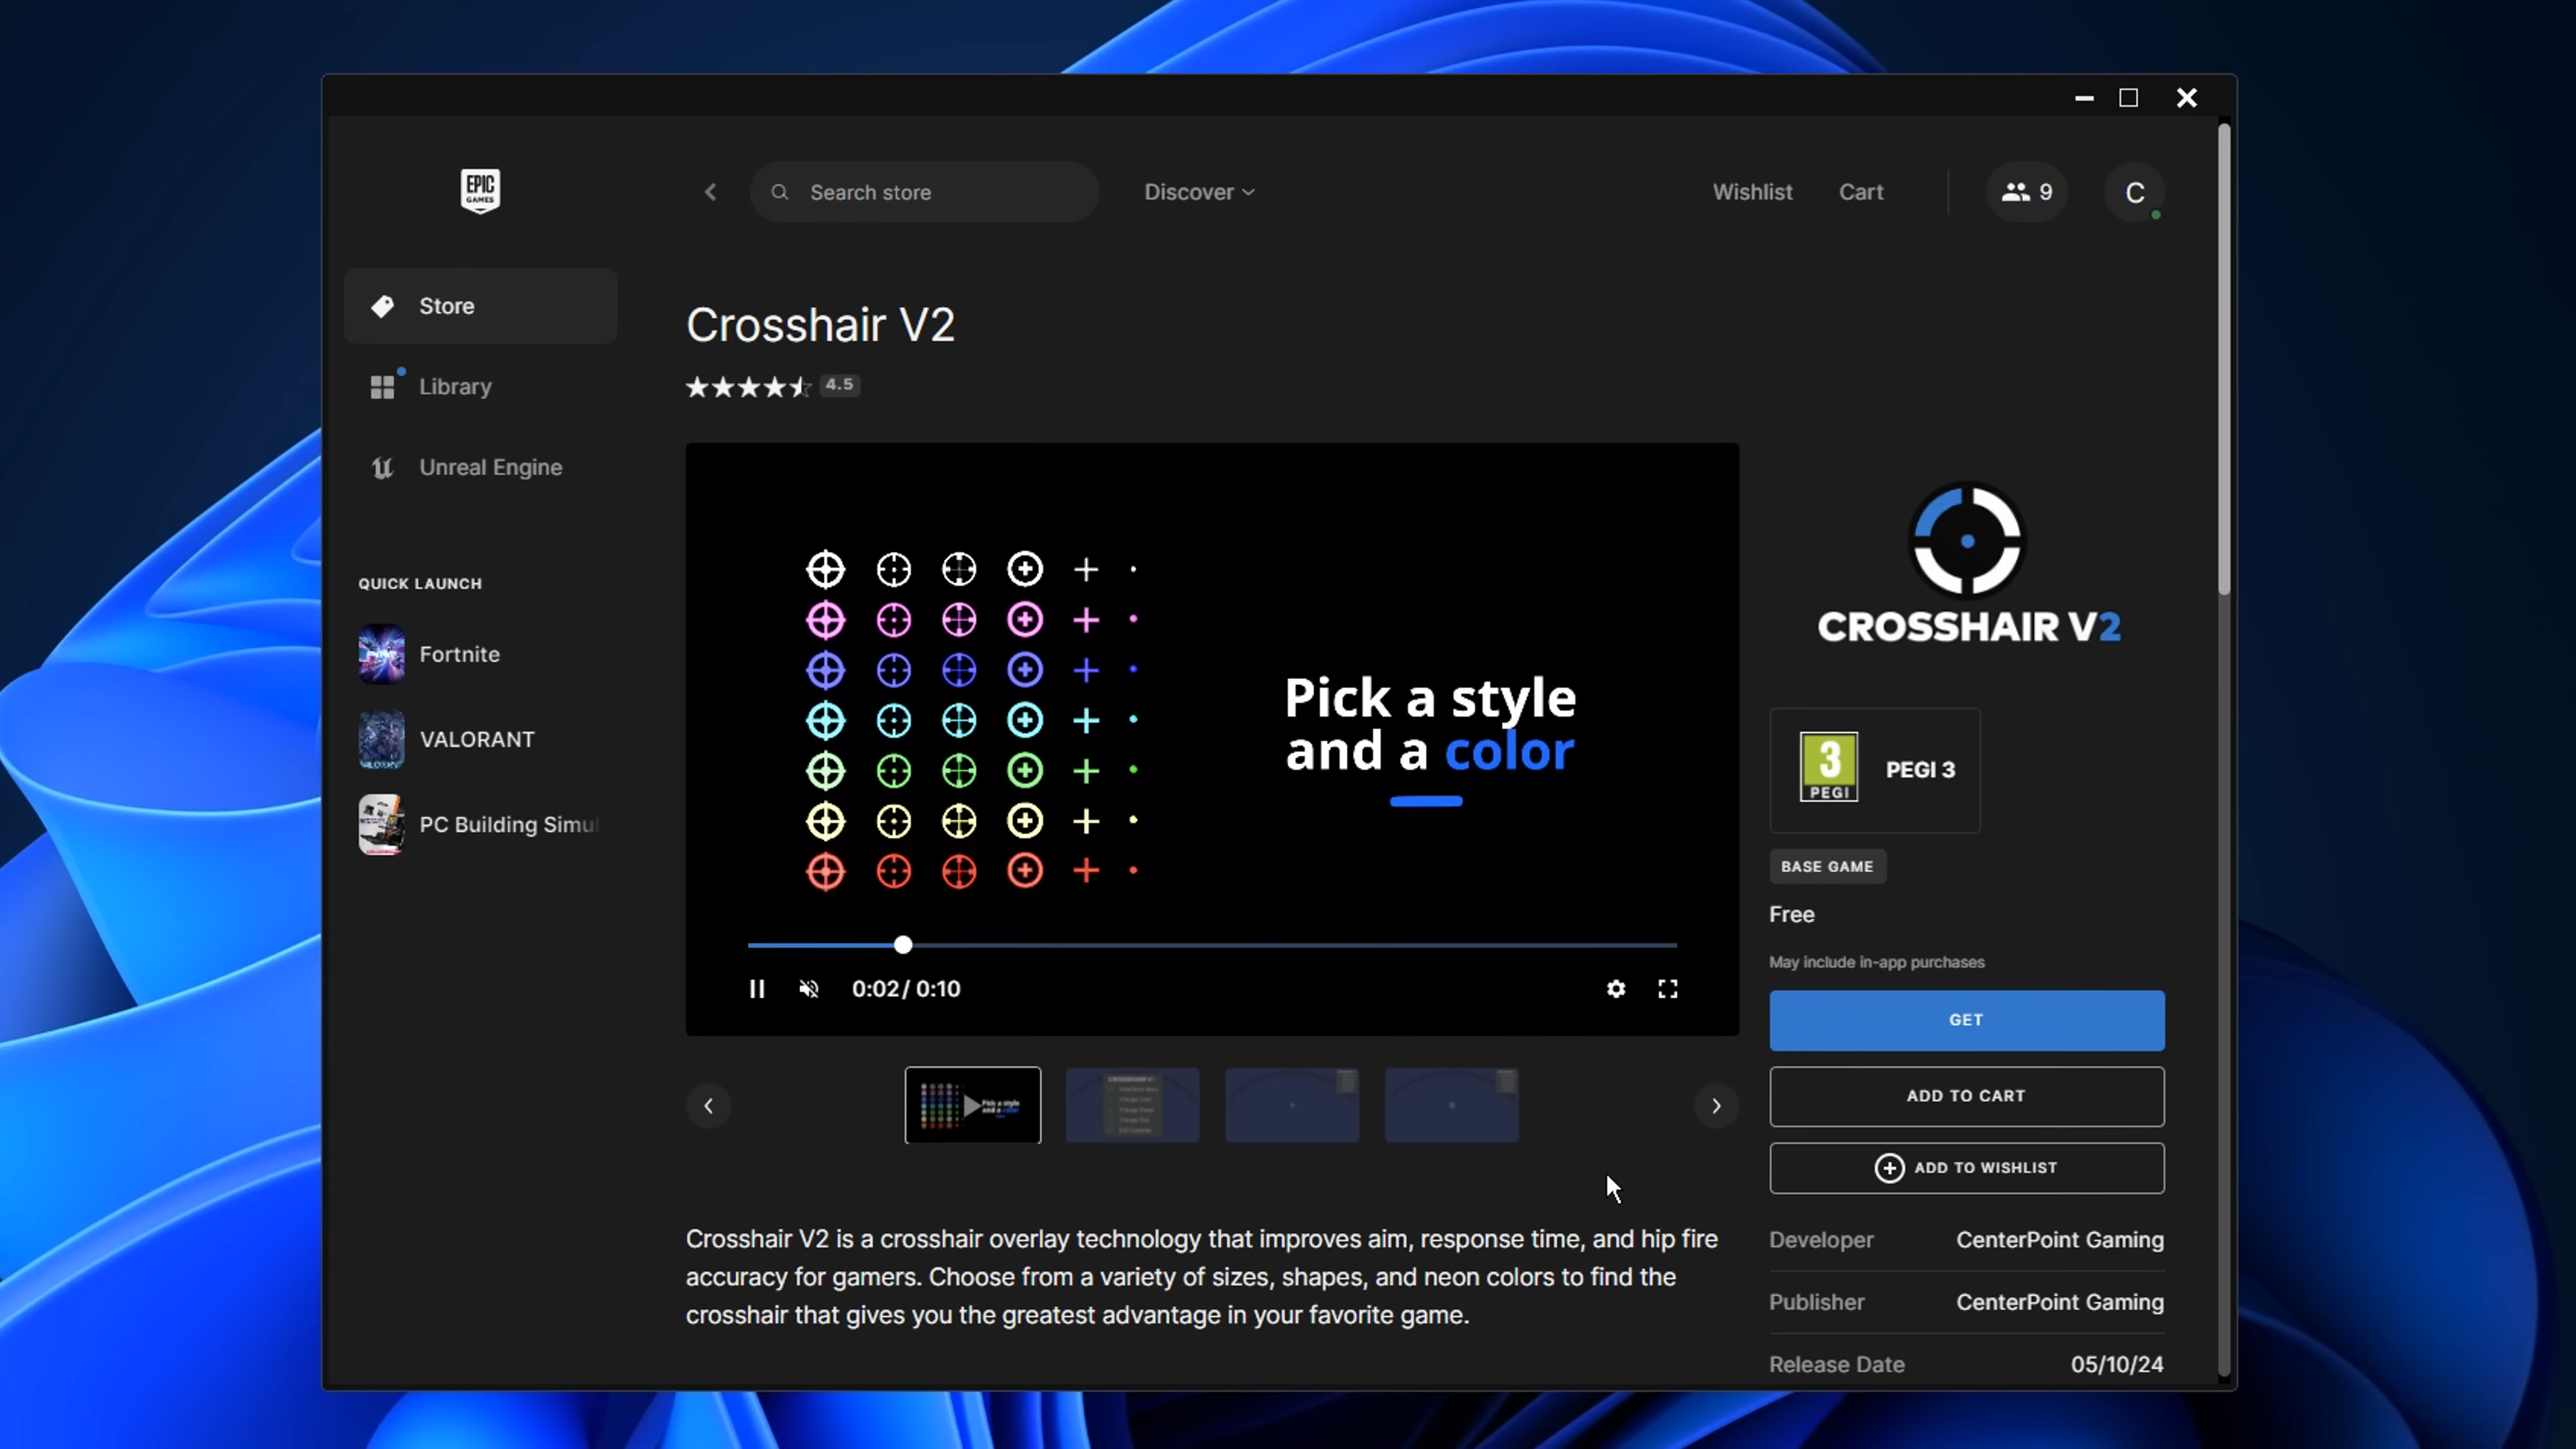 EPIC
GAMES
Search store
Discover
Wishlist
Cart
9
C
Store
Library
Unreal Engine
QUICK LAUNCH
Fortnite
VALORANT
PC Building Simul
Crosshair V2
4.5
Pick a style
and a color
0:02 / 0:10
Pick a style
and a color
CROSSHAIR V2
3
PEGI
PEGI 3
BASE GAME
Free
May include in-app purchases
GET
ADD TO CART
ADD TO WISHLIST
Developer CenterPoint Gaming
Publisher CenterPoint Gaming
Release Date 05/10/24
Crosshair V2 is a crosshair overlay technology that improves aim, response time, and hip fire
accuracy for gamers. Choose from a variety of sizes, shapes, and neon colors to find the
crosshair that gives you the greatest advantage in your favorite game.